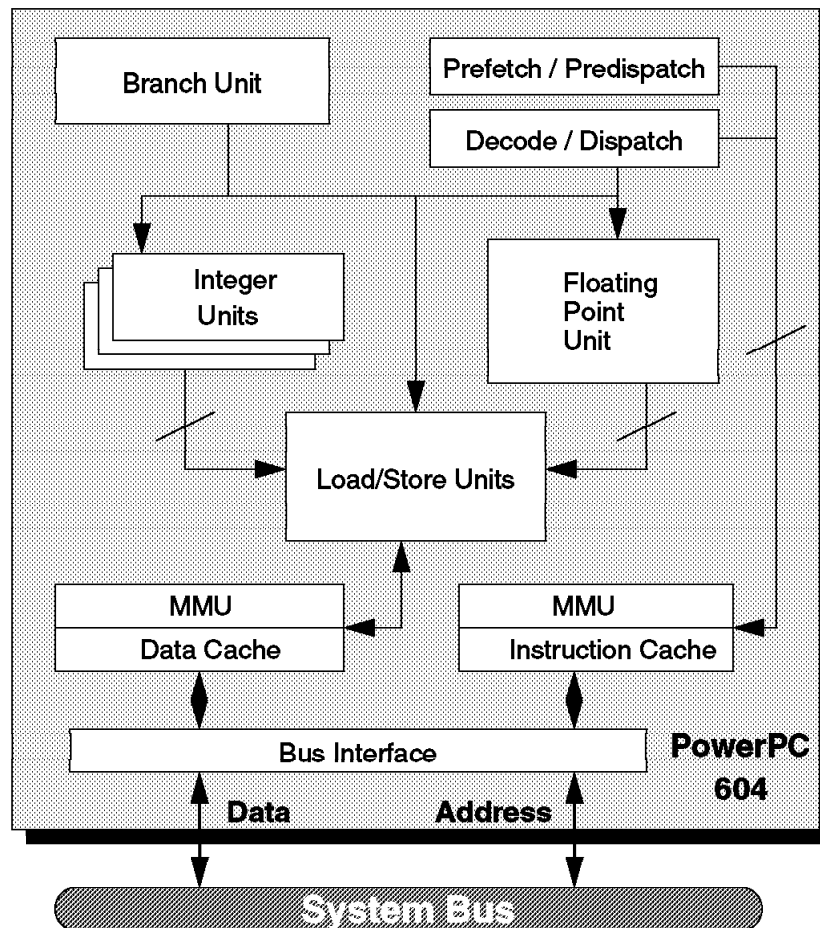 Branch Unit
Prefetch / Predispatch
Decode / Dispatch
Integer
Units
Floating
Point
Unit
Load/Store Units
MMU
Data Cache
MMU
Instruction Cache
Bus Interface
PowerPC
604
Data
Address
System Bus